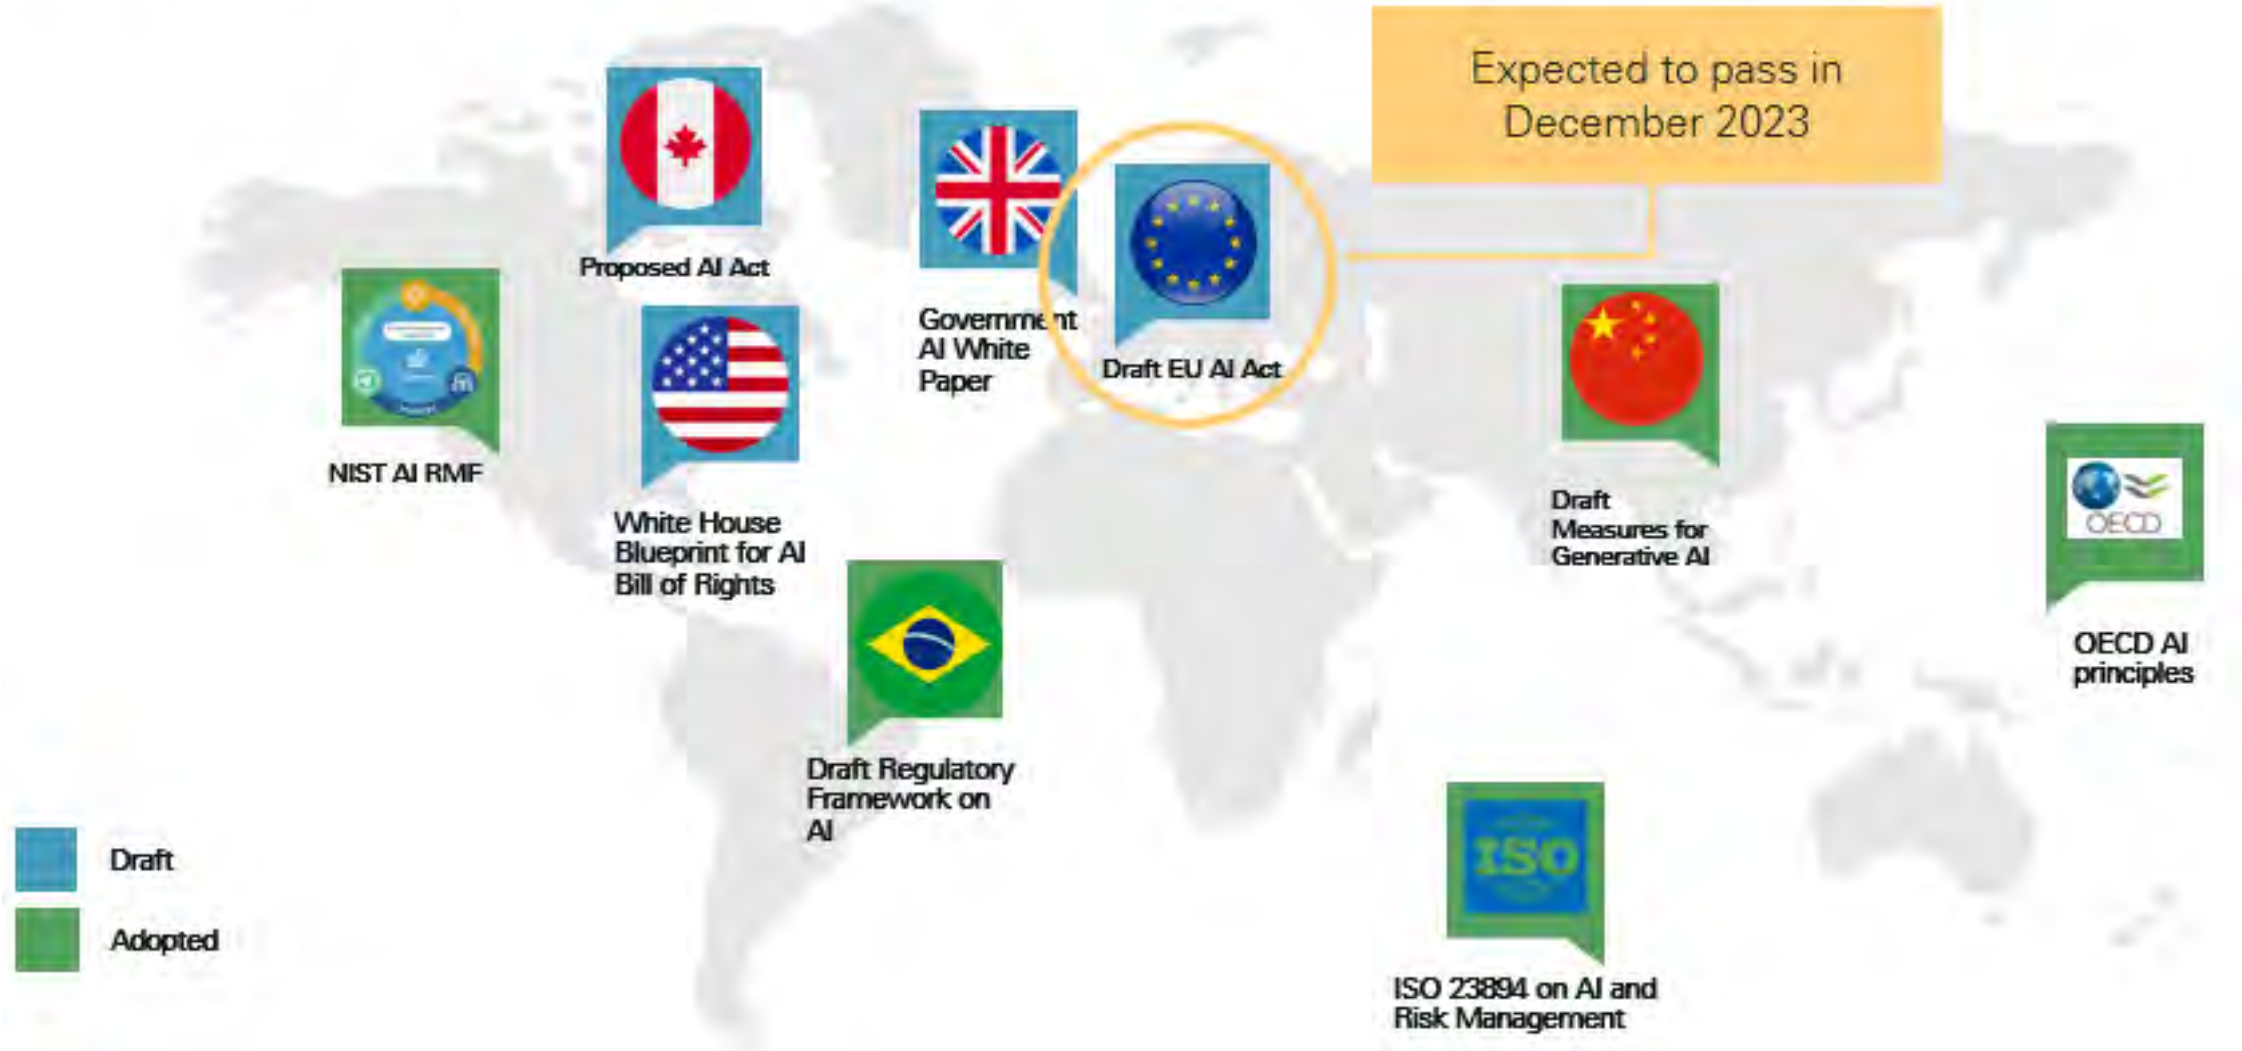 Expected to pass in
December 2023
Proposed AI Act
Government
AI White
Paper
Draft EU AI Act
NIST AI RMF
White House
Blueprint for AI
Bill of Rights
Draft
Measures for
Generative AI
OECD
OECD AI
principles
Draft Regulatory
Framework on
AI
ISO
ISO 23894 on AI and
Risk Management
Draft
Adopted